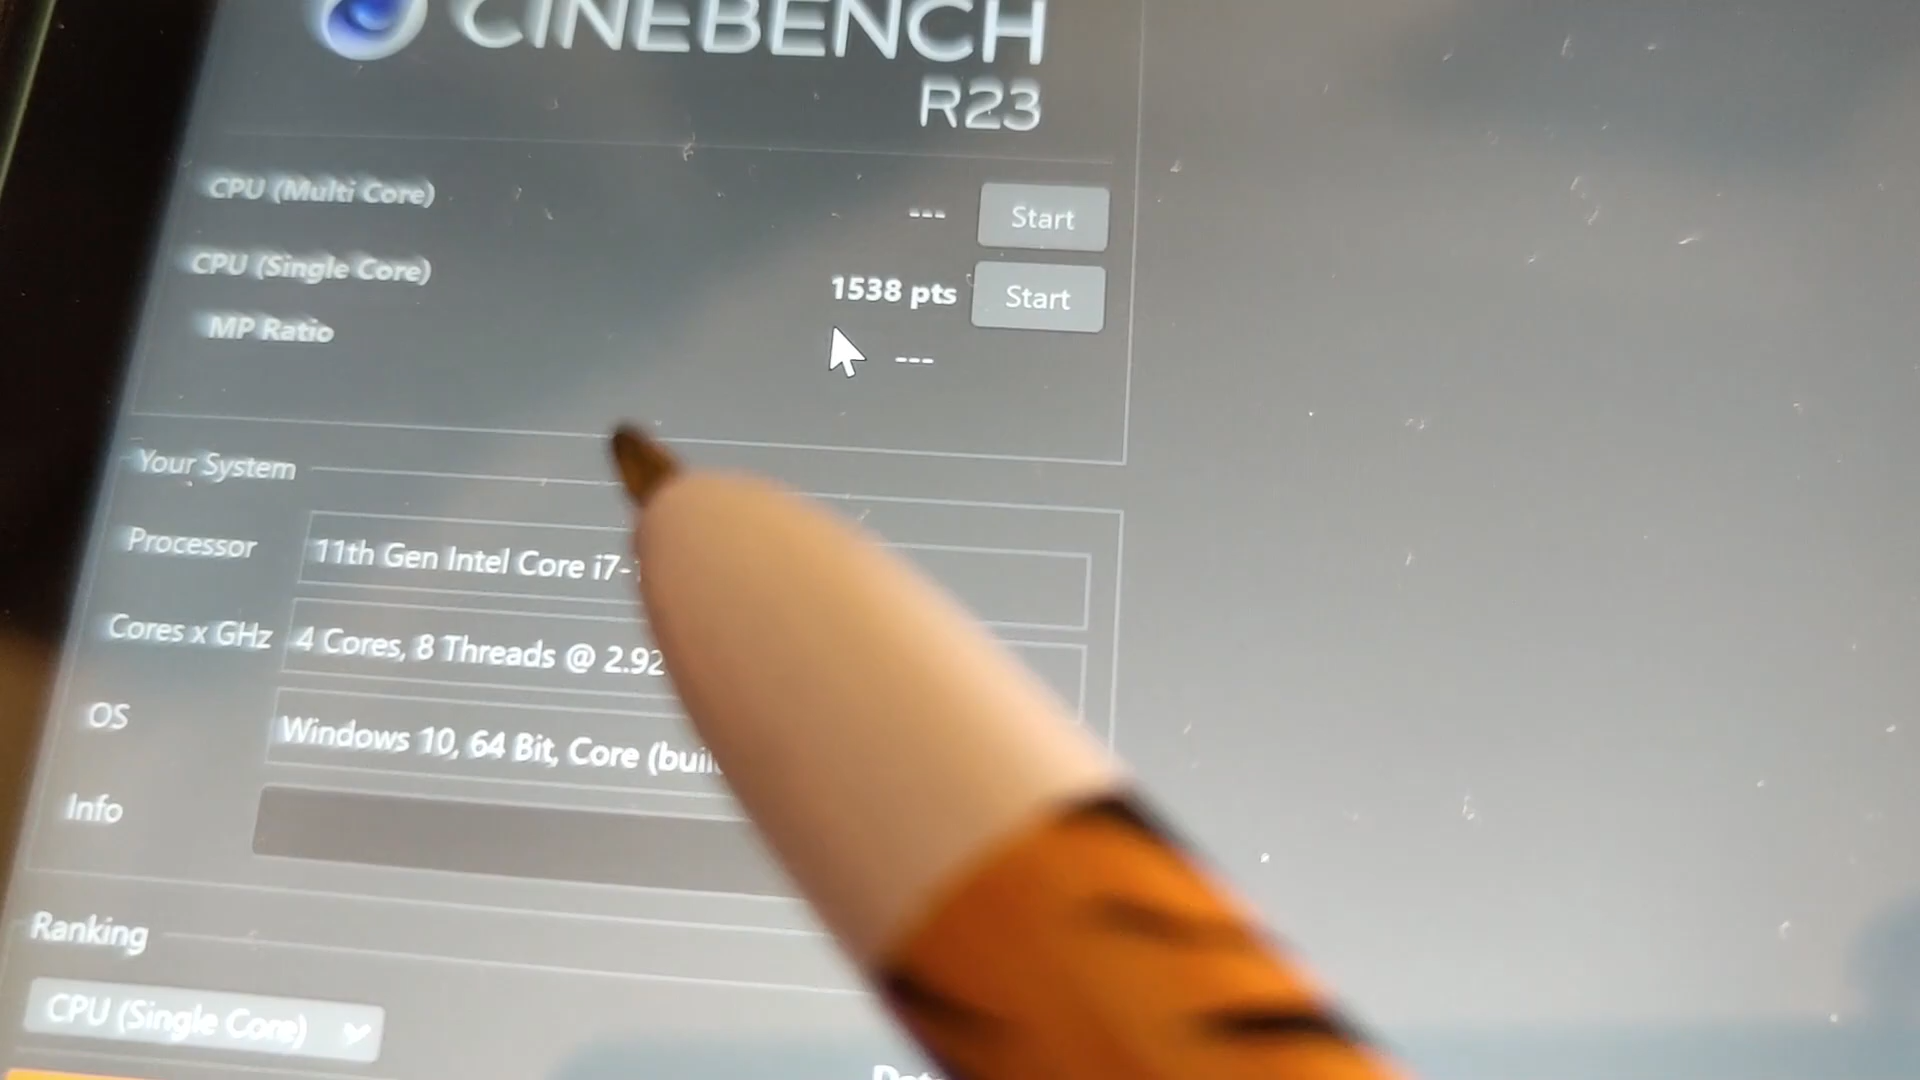 CINEBENCH
R23
CPU (Multi Core) --- Start
CPU (Single Core) 1538 pts Start
MP Ratio ---
Your System
Processor 11th Gen Intel Core i7-
Cores x GHz 4 Cores, 8 Threads @ 2.92
OS Windows 10, 64 Bit, Core (buil
Info
Ranking
CPU (Single Core)